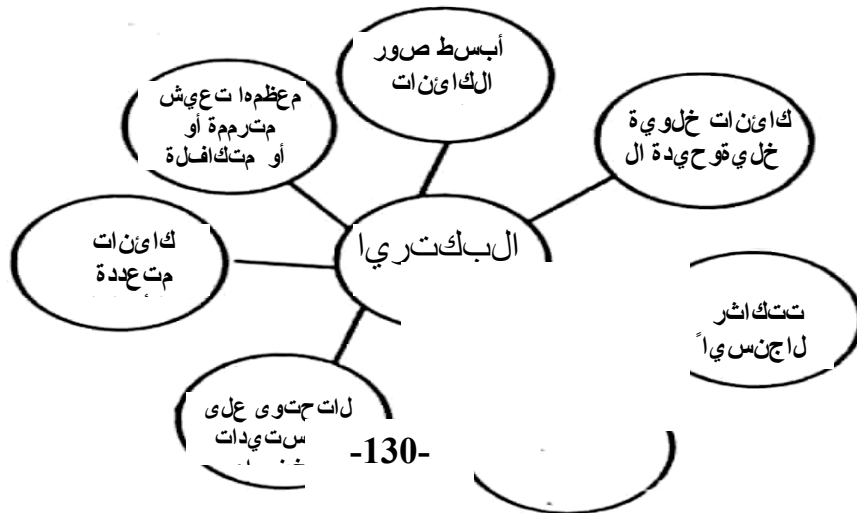 أبسط صور
الكائنات
معظمها تعيش
مترممة أو
أو متكافلة
كائنات خلوية
خليةوحيدة ال
البكتريا
كائنات
متعددة
تتكاثر
لاجنسياً
لاتحتوى على
ستيدات
-130-